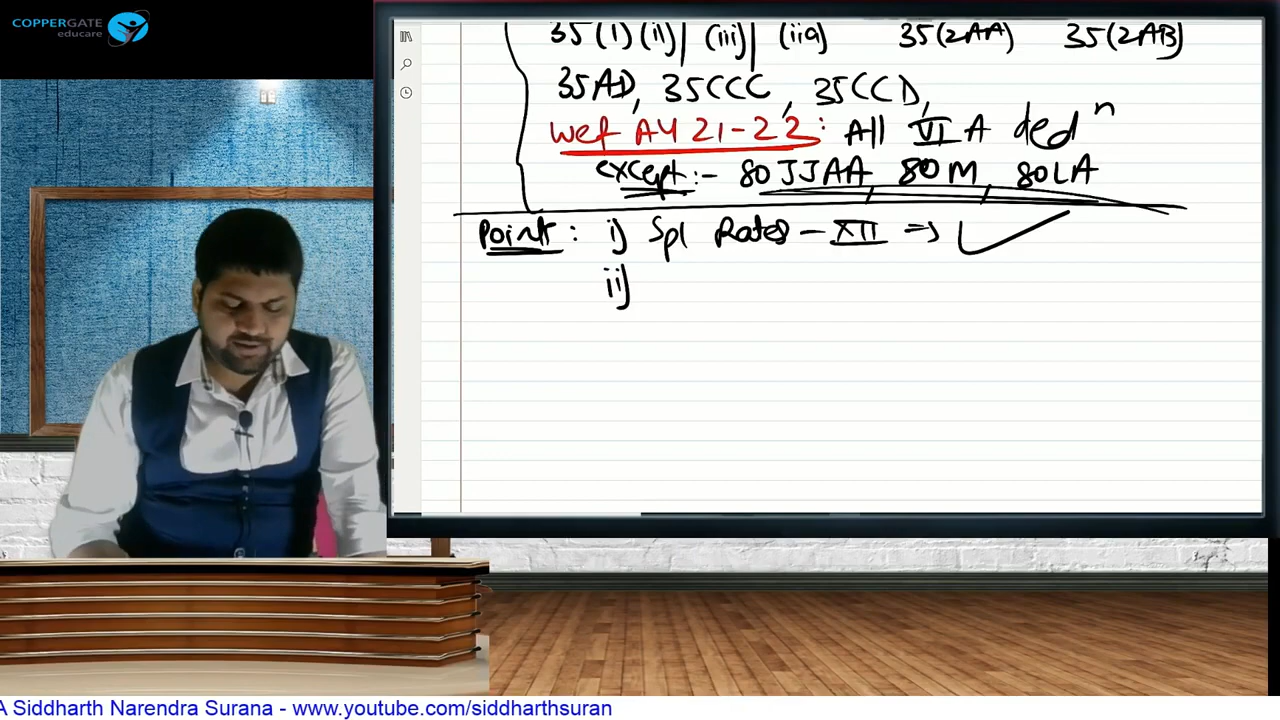 COPPERGATE
educare
35(1)(ii)| (iii)| (iia) 35(2AA) 35(2AB)
35AD, 35CCC, 35CCD,
wef AY 21-22: All VI A dedⁿ
except:- 80JJAA 80M 80LA
Point: i) Spl Rates - XII =>
ii)
A Siddharth Narendra Surana - www.youtube.com/siddharthsuran